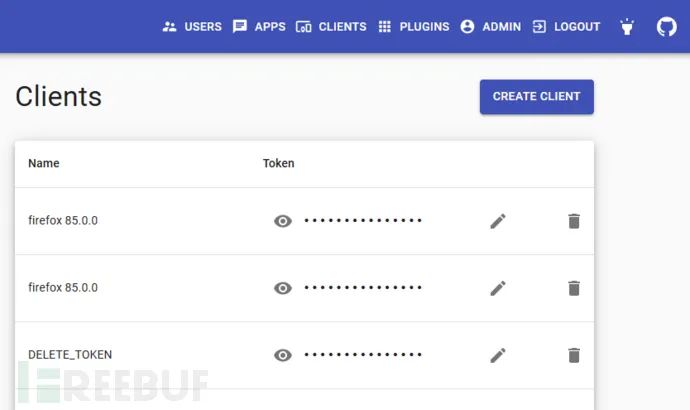 USERS APPS CLIENTS PLUGINS ADMIN LOGOUT
Clients
CREATE CLIENT
Name Token
firefox 85.0.0 •••••••••••••••
firefox 85.0.0 •••••••••••••••
DELETE_TOKEN •••••••••••••••
FREEBUF